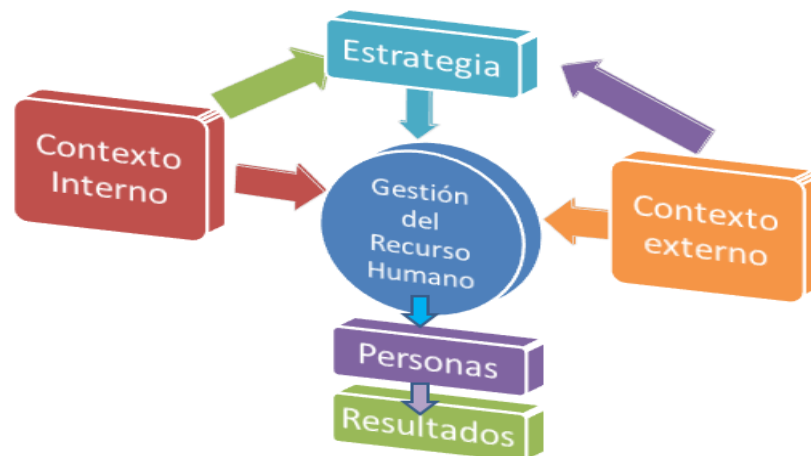 Estrategia
Contexto
Interno
Gestión
del
Recurso
Humano
Contexto
externo
Personas
Resultados